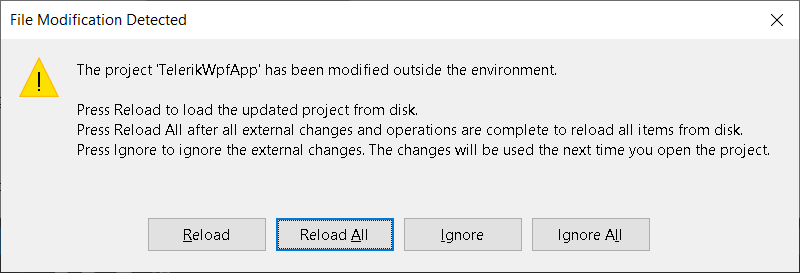 File Modification Detected
The project 'TelerikWpfApp' has been modified outside the environment.
Press Reload to load the updated project from disk.
Press Reload All after all external changes and operations are complete to reload all items from disk.
Press Ignore to ignore the external changes. The changes will be used the next time you open the project.
Reload
Reload All
Ignore
Ignore All